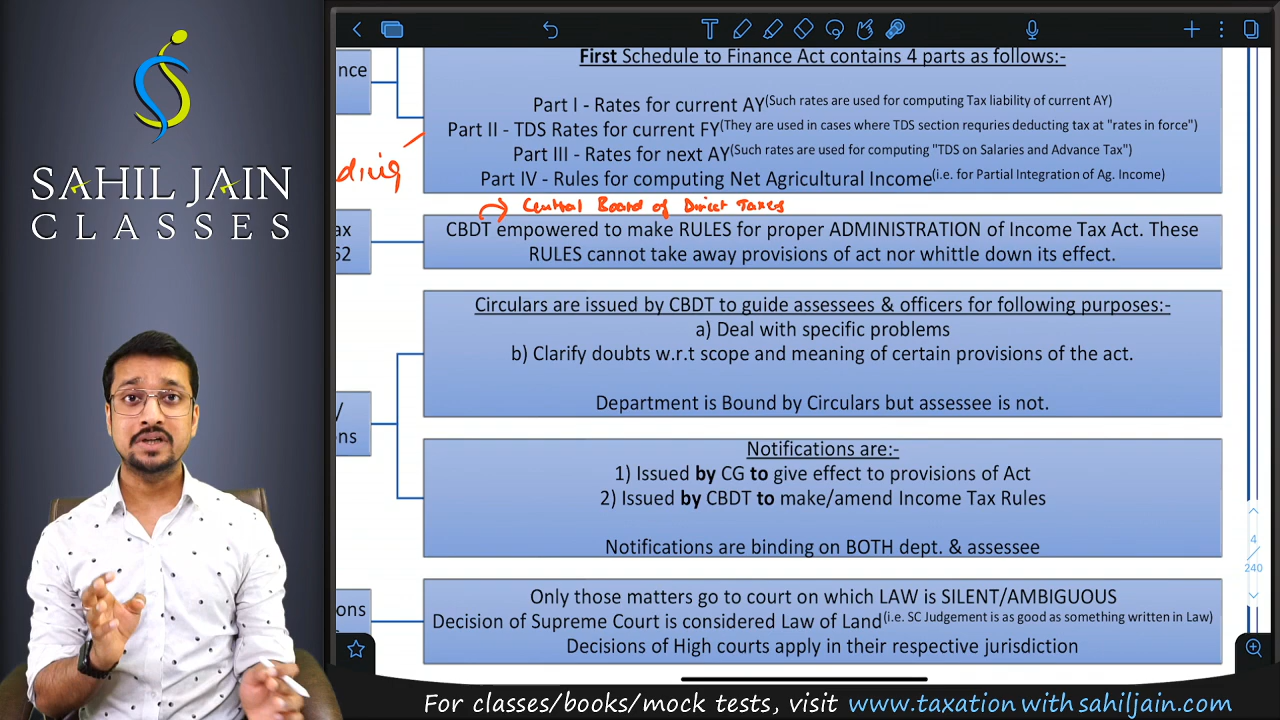 SAHIL JAIN
CLASSES
nce
First Schedule to Finance Act contains 4 parts as follows:-
Part I - Rates for current AY(Such rates are used for computing Tax liability of current AY)
Part II - TDS Rates for current FY(They are used in cases where TDS section requries deducting tax at "rates in force")
Part III - Rates for next AY(Such rates are used for computing "TDS on Salaries and Advance Tax")
Part IV - Rules for computing Net Agricultural Income(i.e. for Partial Integration of Ag. Income)
ding
Central Board of Direct Taxes
ax
52
CBDT empowered to make RULES for proper ADMINISTRATION of Income Tax Act. These
RULES cannot take away provisions of act nor whittle down its effect.
Circulars are issued by CBDT to guide assessees & officers for following purposes:-
a) Deal with specific problems
b) Clarify doubts w.r.t scope and meaning of certain provisions of the act.
Department is Bound by Circulars but assessee is not.
/
ons
Notifications are:-
1) Issued by CG to give effect to provisions of Act
2) Issued by CBDT to make/amend Income Tax Rules
Notifications are binding on BOTH dept. & assessee
ons
Only those matters go to court on which LAW is SILENT/AMBIGUOUS
Decision of Supreme Court is considered Law of Land(i.e. SC Judgement is as good as something written in Law)
Decisions of High courts apply in their respective jurisdiction
4
240
For classes/books/mock tests, visit www.taxationwithsahiljain.com